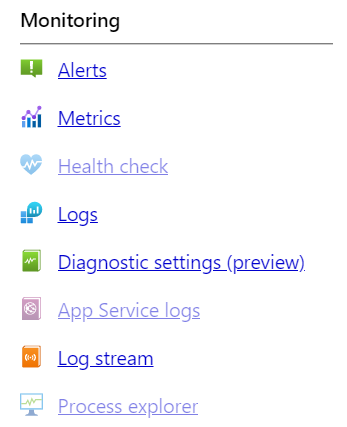 Monitoring
Alerts
Metrics
Health check
Logs
Diagnostic settings (preview)
App Service logs
Log stream
Process explorer